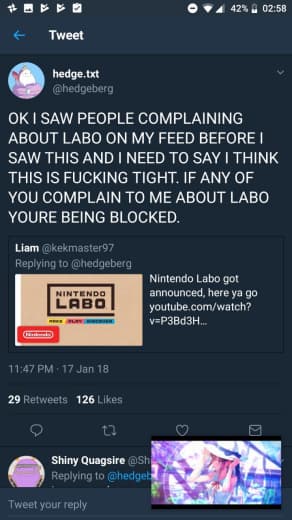 42% 02:58
Tweet
hedge.txt
@hedgeberg
OK I SAW PEOPLE COMPLAINING
ABOUT LABO ON MY FEED BEFORE I
SAW THIS AND I NEED TO SAY I THINK
THIS IS FUCKING TIGHT. IF ANY OF
YOU COMPLAIN TO ME ABOUT LABO
YOURE BEING BLOCKED.
Liam @kekmaster97
Replying to @hedgeberg
NINTENDO
LABO
MAKE PLAY DISCOVER
Nintendo
Nintendo Labo got
announced, here ya go
youtube.com/watch?
v=P3Bd3H...
11:47 PM · 17 Jan 18
29 Retweets 126 Likes
Shiny Quagsire @Sh
Replying to @hedgeb
Tweet your reply